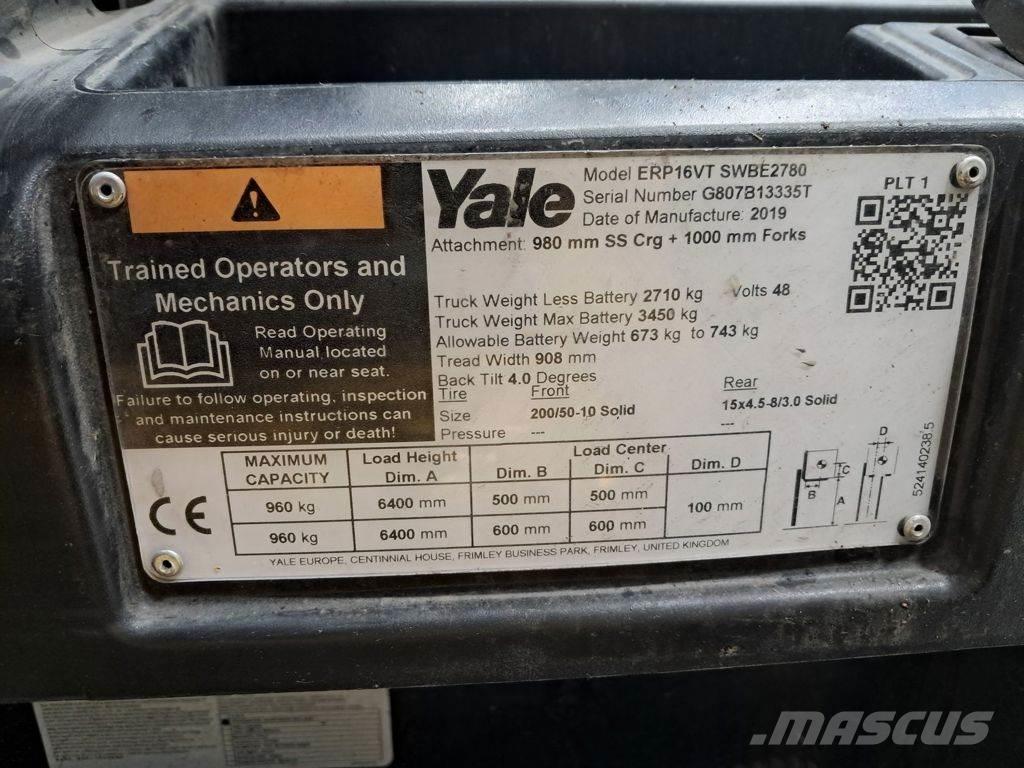 Trained Operators and
Mechanics Only
Read Operating
Manual located
on or near seat.
Failure to follow operating, inspection
and maintenance instructions can
cause serious injury or death!
Yale
Model ERP16VT SWBE2780
Serial Number G807B13335T
Date of Manufacture: 2019
Attachment: 980 mm SS Crg + 1000 mm Forks
PLT 1
Truck Weight Less Battery 2710 kg Volts 48
Truck Weight Max Battery 3450 kg
Allowable Battery Weight 673 kg to 743 kg
Tread Width 908 mm
Back Tilt 4.0 Degrees
Tire Front Rear
Size 200/50-10 Solid 15x4.5-8/3.0 Solid
Pressure --- ---
MAXIMUM CAPACITY Load Height Dim. A Load Center Dim. B Dim. C Dim. D
960 kg 6400 mm 500 mm 500 mm 100 mm
960 kg 6400 mm 600 mm 600 mm
CE
D
B C A
524140238 5
YALE EUROPE, CENTINNIAL HOUSE, FRIMLEY BUSINESS PARK, FRIMLEY, UNITED KINGDOM
MASCUS